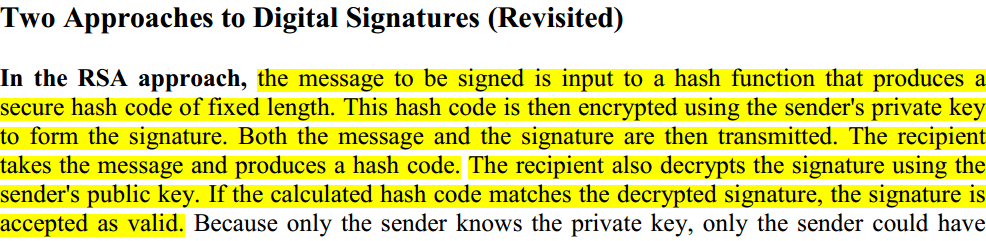 Two Approaches to Digital Signatures (Revisited)
In the RSA approach, the message to be signed is input to a hash function that produces a
secure hash code of fixed length. This hash code is then encrypted using the sender's private key
to form the signature. Both the message and the signature are then transmitted. The recipient
takes the message and produces a hash code. The recipient also decrypts the signature using the
sender's public key. If the calculated hash code matches the decrypted signature, the signature is
accepted as valid. Because only the sender knows the private key, only the sender could have